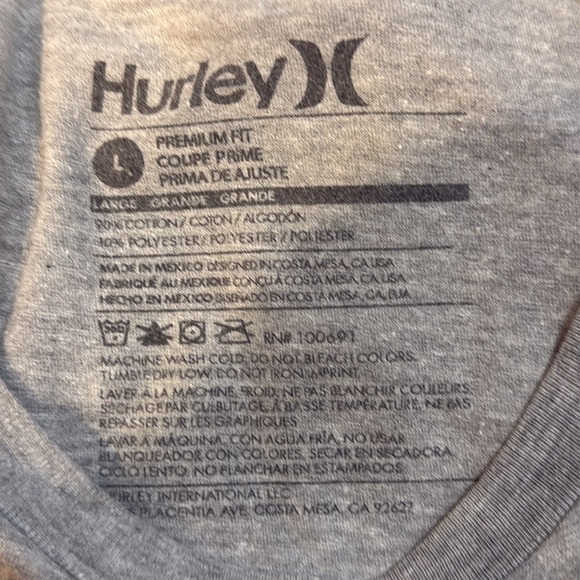 Hurley
L
PREMIUM FIT
COUPE PRIME
PRIMA DE AJUSTE
LARGE GRANDE GRANDE
90% COTTON / COTON / ALGODÓN
10% POLYESTER / POLYESTER / POLIESTER
MADE IN MEXICO DESIGNED IN COSTA MESA, CA USA
FABRIQUÉ AU MEXIQUE CONÇU À COSTA MESA, CA, USA
HECHO EN MEXICO DISEÑADO EN COSTA MESA, CA, EUA
RN# 100691
MACHINE WASH COLD, DO NOT BLEACH COLORS,
TUMBLE DRY LOW, DO NOT IRON IMPRINT.
LAVER À LA MACHINE, FROID, NE PAS BLANCHIR COULEURS,
SÉCHAGE PAR CULBUTAGE, À BASSE TEMPÉRATURE, NE PAS
REPASSER SUR LES GRAPHIQUES
LAVAR A MÁQUINA, CON AGUA FRÍA, NO USAR
BLANQUEADOR CON COLORES, SECAR EN SECADORA,
CICLO LENTO, NO PLANCHAR EN ESTAMPADOS
HURLEY INTERNATIONAL LLC
PLACENTIA AVE. COSTA MESA, CA 92627